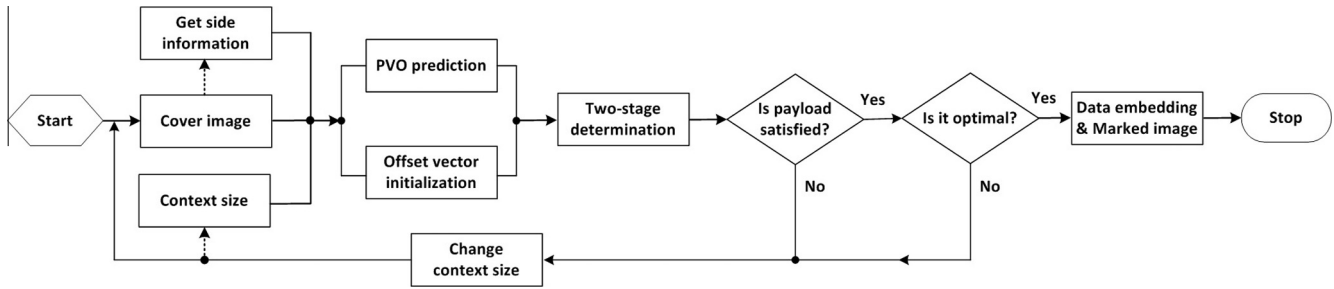 Start
Get side
information
Cover image
Context size
PVO prediction
Offset vector
initialization
Two-stage
determination
Is payload
satisfied?
Yes
No
Is it optimal?
Yes
No
Data embedding
& Marked image
Stop
Change
context size